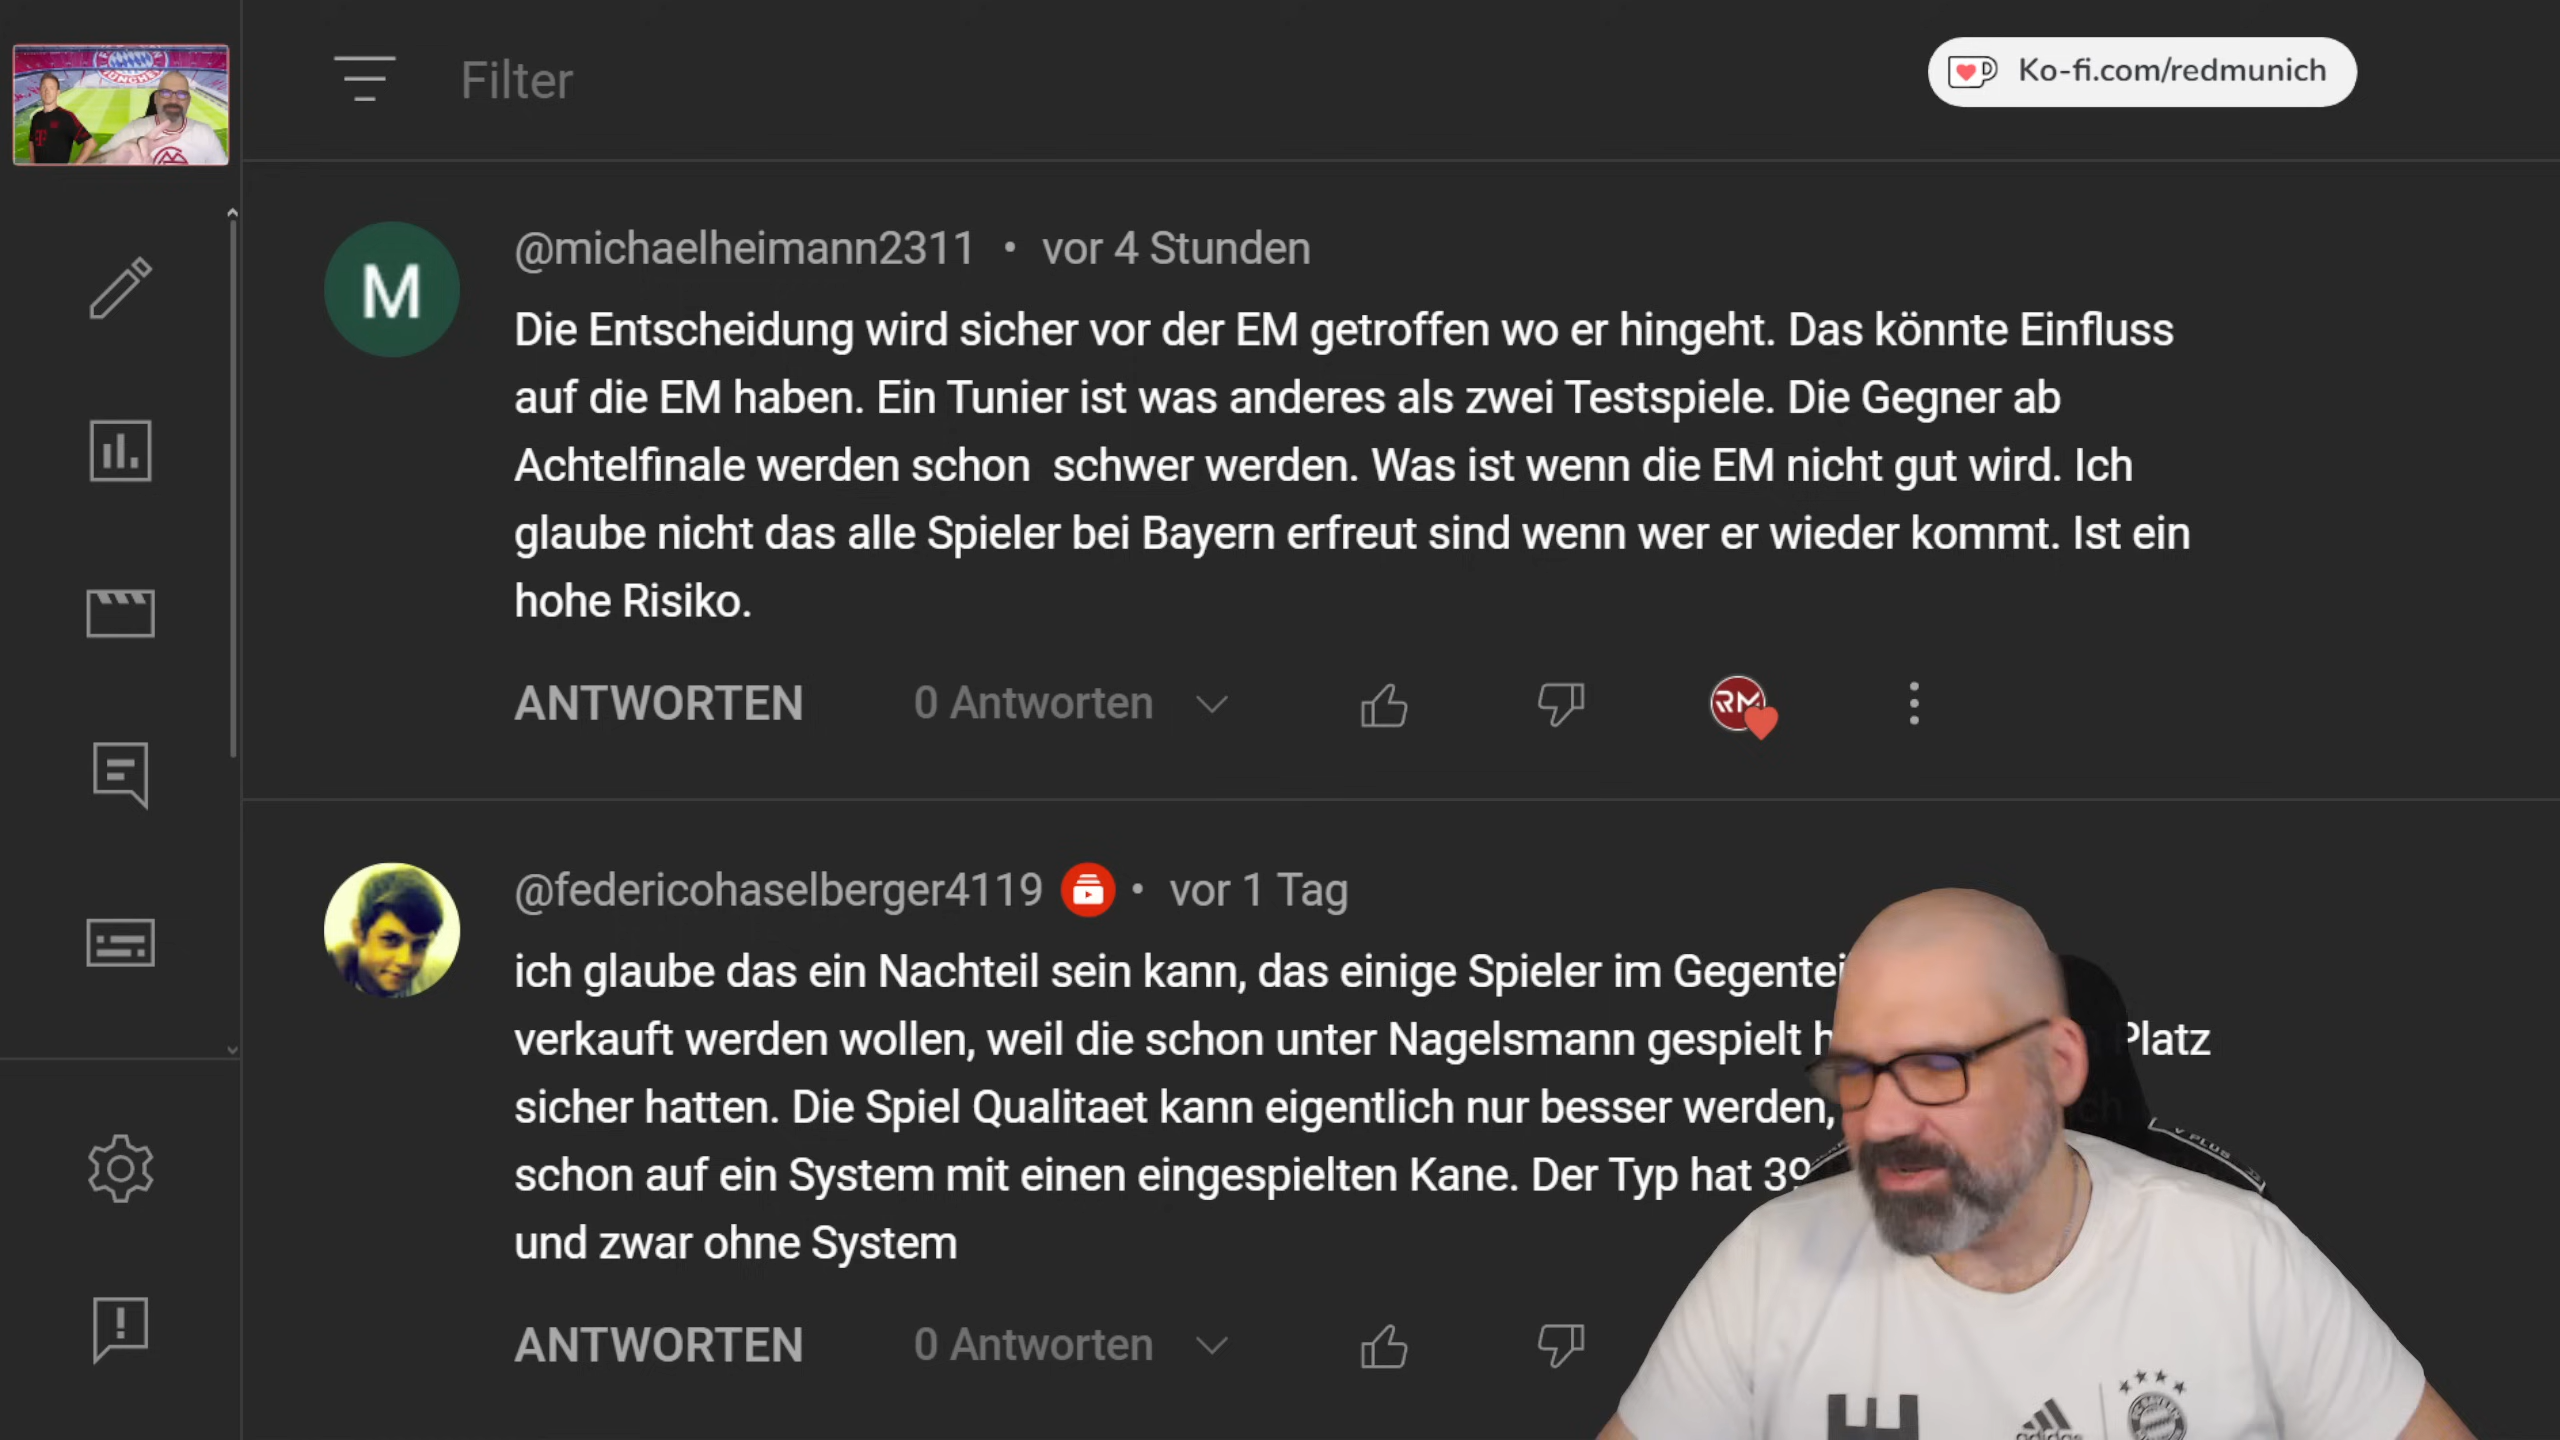 Filter
Ko-fi.com/redmunich
M
@michaelheimann2311 • vor 4 Stunden
Die Entscheidung wird sicher vor der EM getroffen wo er hingeht. Das könnte Einfluss
auf die EM haben. Ein Tunier ist was anderes als zwei Testspiele. Die Gegner ab
Achtelfinale werden schon schwer werden. Was ist wenn die EM nicht gut wird. Ich
glaube nicht das alle Spieler bei Bayern erfreut sind wenn wer er wieder kommt. Ist ein
hohe Risiko.
ANTWORTEN 0 Antworten
RM
@federicohaselberger4119 • vor 1 Tag
ich glaube das ein Nachteil sein kann, das einige Spieler im
verkauft werden wollen, weil die schon unter Nagelsmann gespielt Platz
sicher hatten. Die Spiel Qualitaet kann eigentlich nur besser werden,
schon auf ein System mit einen eingespielten Kane. Der Typ hat
und zwar ohne System
ANTWORTEN 0 Antworten
V PLUS
adidas